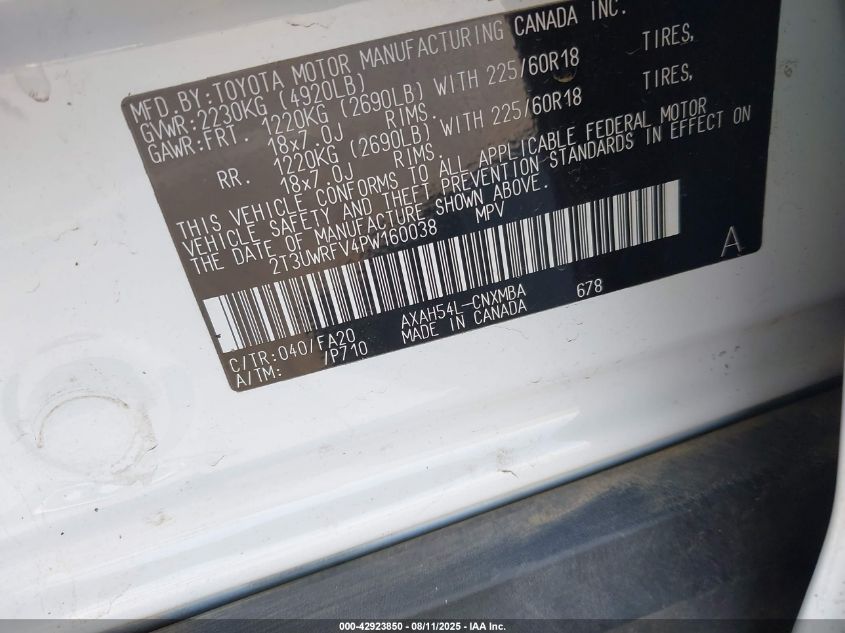 MFD.BY:TOYOTA MOTOR MANUFACTURING CANADA INC.
GVWR:2230KG (4920LB)
GAWR:FRT. 1220KG (2690LB) WITH 225/60R18 TIRES,
18x7.0J RIMS.
RR. 1220KG (2690LB) WITH 225/60R18 TIRES,
18x7.0J RIMS.
THIS VEHICLE CONFORMS TO ALL APPLICABLE FEDERAL MOTOR
VEHICLE SAFETY AND THEFT PREVENTION STANDARDS IN EFFECT ON
THE DATE OF MANUFACTURE SHOWN ABOVE.
2T3UWRFV4PW160038 MPV
A
C/TR:040/FA20 AXAH54L-CNXMBA 678
A/TM: /P710 MADE IN CANADA
000-42923850 - 08/11/2025 - IAA Inc.